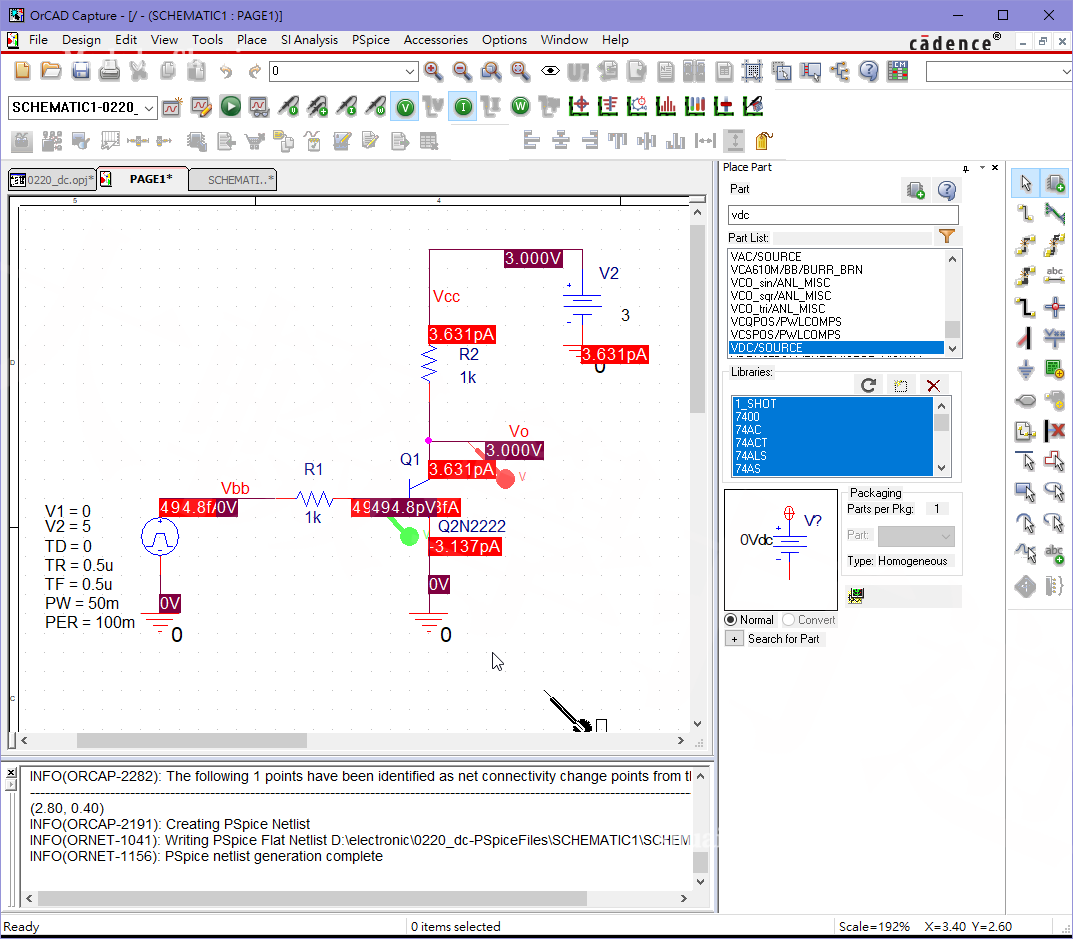 OrCAD Capture - [/ - (SCHEMATIC1 : PAGE1)]
File Design Edit View Tools Place SI Analysis PSpice Accessories Options Window Help
cādence®
0
SCHEMATIC1-0220_
0220_dc.opj*
PAGE1*
SCHEMATI..*
5
4
D
C
3.000V
V2
3
Vcc
3.631pA
R2
1k
3.631pA
0
Vo
3.000V
Q1
3.631pA
V
R1
1k
Vbb
494.8f/
0V
49
494.8pV
3fA
Q2N2222
-3.137pA
V1 = 0
V2 = 5
TD = 0
TR = 0.5u
TF = 0.5u
PW = 50m
PER = 100m
0V
0
0V
0
INFO(ORCAP-2282): The following 1 points have been identified as net connectivity change points from th
(2.80, 0.40)
INFO(ORCAP-2191): Creating PSpice Netlist
INFO(ORNET-1041): Writing PSpice Flat Netlist D:\electronic\0220_dc-PSpiceFiles\SCHEMATIC1\SCHEM
INFO(ORNET-1156): PSpice netlist generation complete
Place Part
Part
vdc
Part List:
VAC/SOURCE
VCA610M/BB/BURR_BRN
VCO_sin/ANL_MISC
VCO_sqr/ANL_MISC
VCO_tri/ANL_MISC
VCQPOS/PWLCOMPS
VCSPOS/PWLCOMPS
VDC/SOURCE
Libraries:
1_SHOT
7400
74AC
74ACT
74ALS
74AS
0Vdc
V?
Packaging
Parts per Pkg: 1
Part:
Type: Homogeneous
Normal Convert
+ Search for Part
Ready
0 items selected
Scale=192% X=3.40 Y=2.60